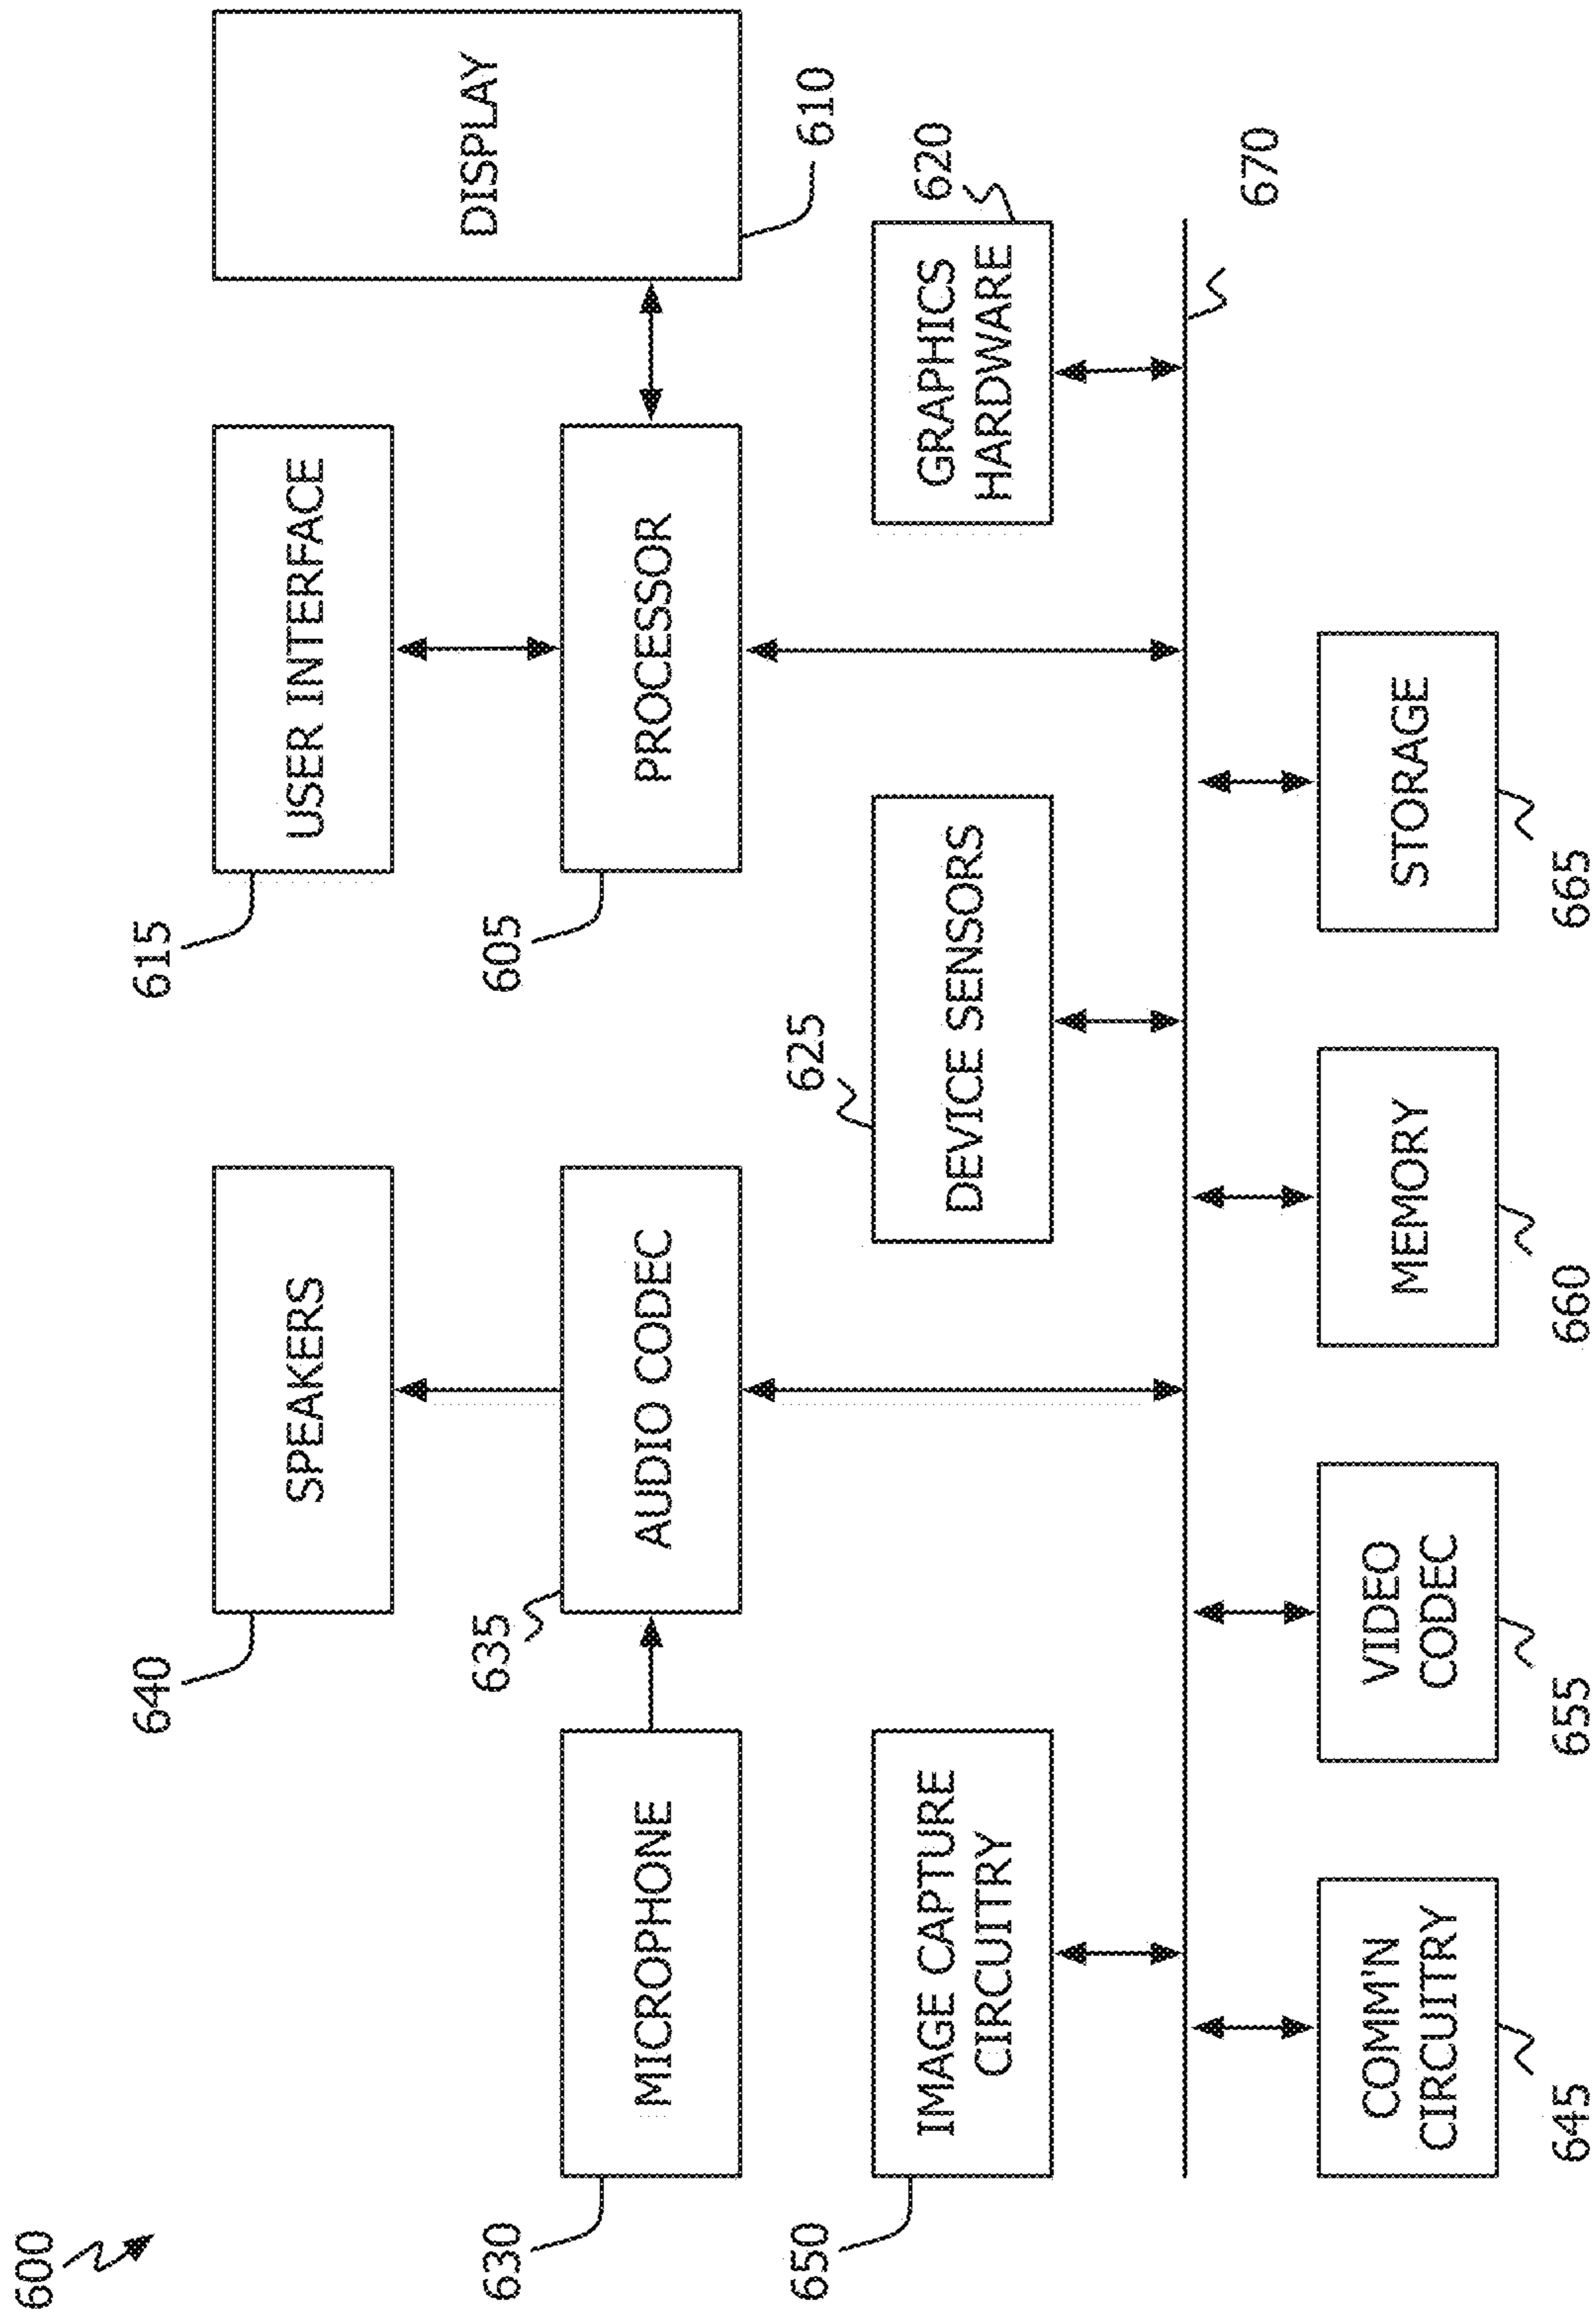 600
640
SPEAKERS
615
USER INTERFACE
DISPLAY
630
MICROPHONE
635
AUDIO CODEC
605
PROCESSOR
610
650
IMAGE CAPTURE
CIRCUITRY
625
DEVICE SENSORS
620
GRAPHICS
HARDWARE
670
COMM'N
CIRCUITRY
645
VIDEO
CODEC
655
MEMORY
660
STORAGE
665